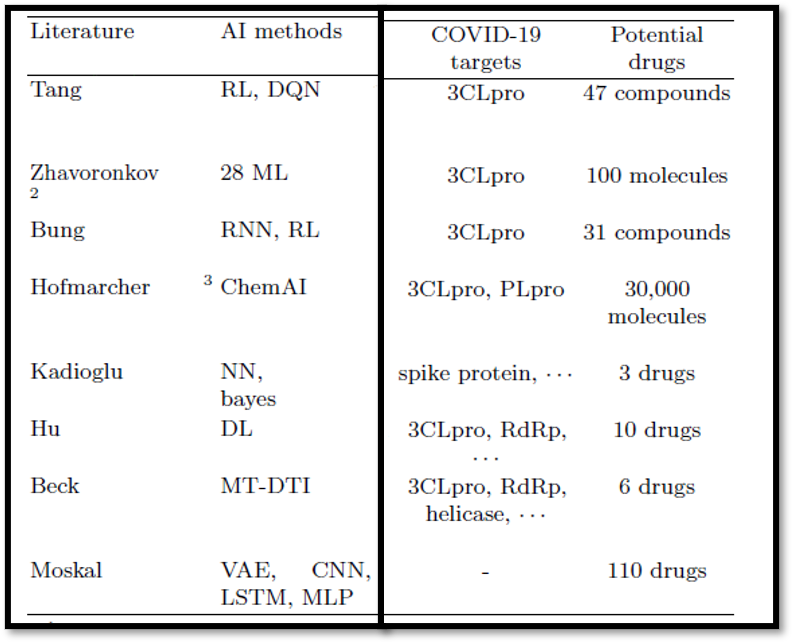 Literature AI methods COVID-19 Potential
targets drugs
Tang RL, DQN 3CLpro 47 compounds
Zhavoronkov 28 ML 3CLpro 100 molecules
2
Bung RNN, RL 3CLpro 31 compounds
Hofmarcher 3 ChemAI 3CLpro, PLpro 30,000
molecules
Kadioglu NN, spike protein, ··· 3 drugs
bayes
Hu DL 3CLpro, RdRp, 10 drugs
···
Beck MT-DTI 3CLpro, RdRp, 6 drugs
helicase, ···
Moskal VAE, CNN, - 110 drugs
LSTM, MLP